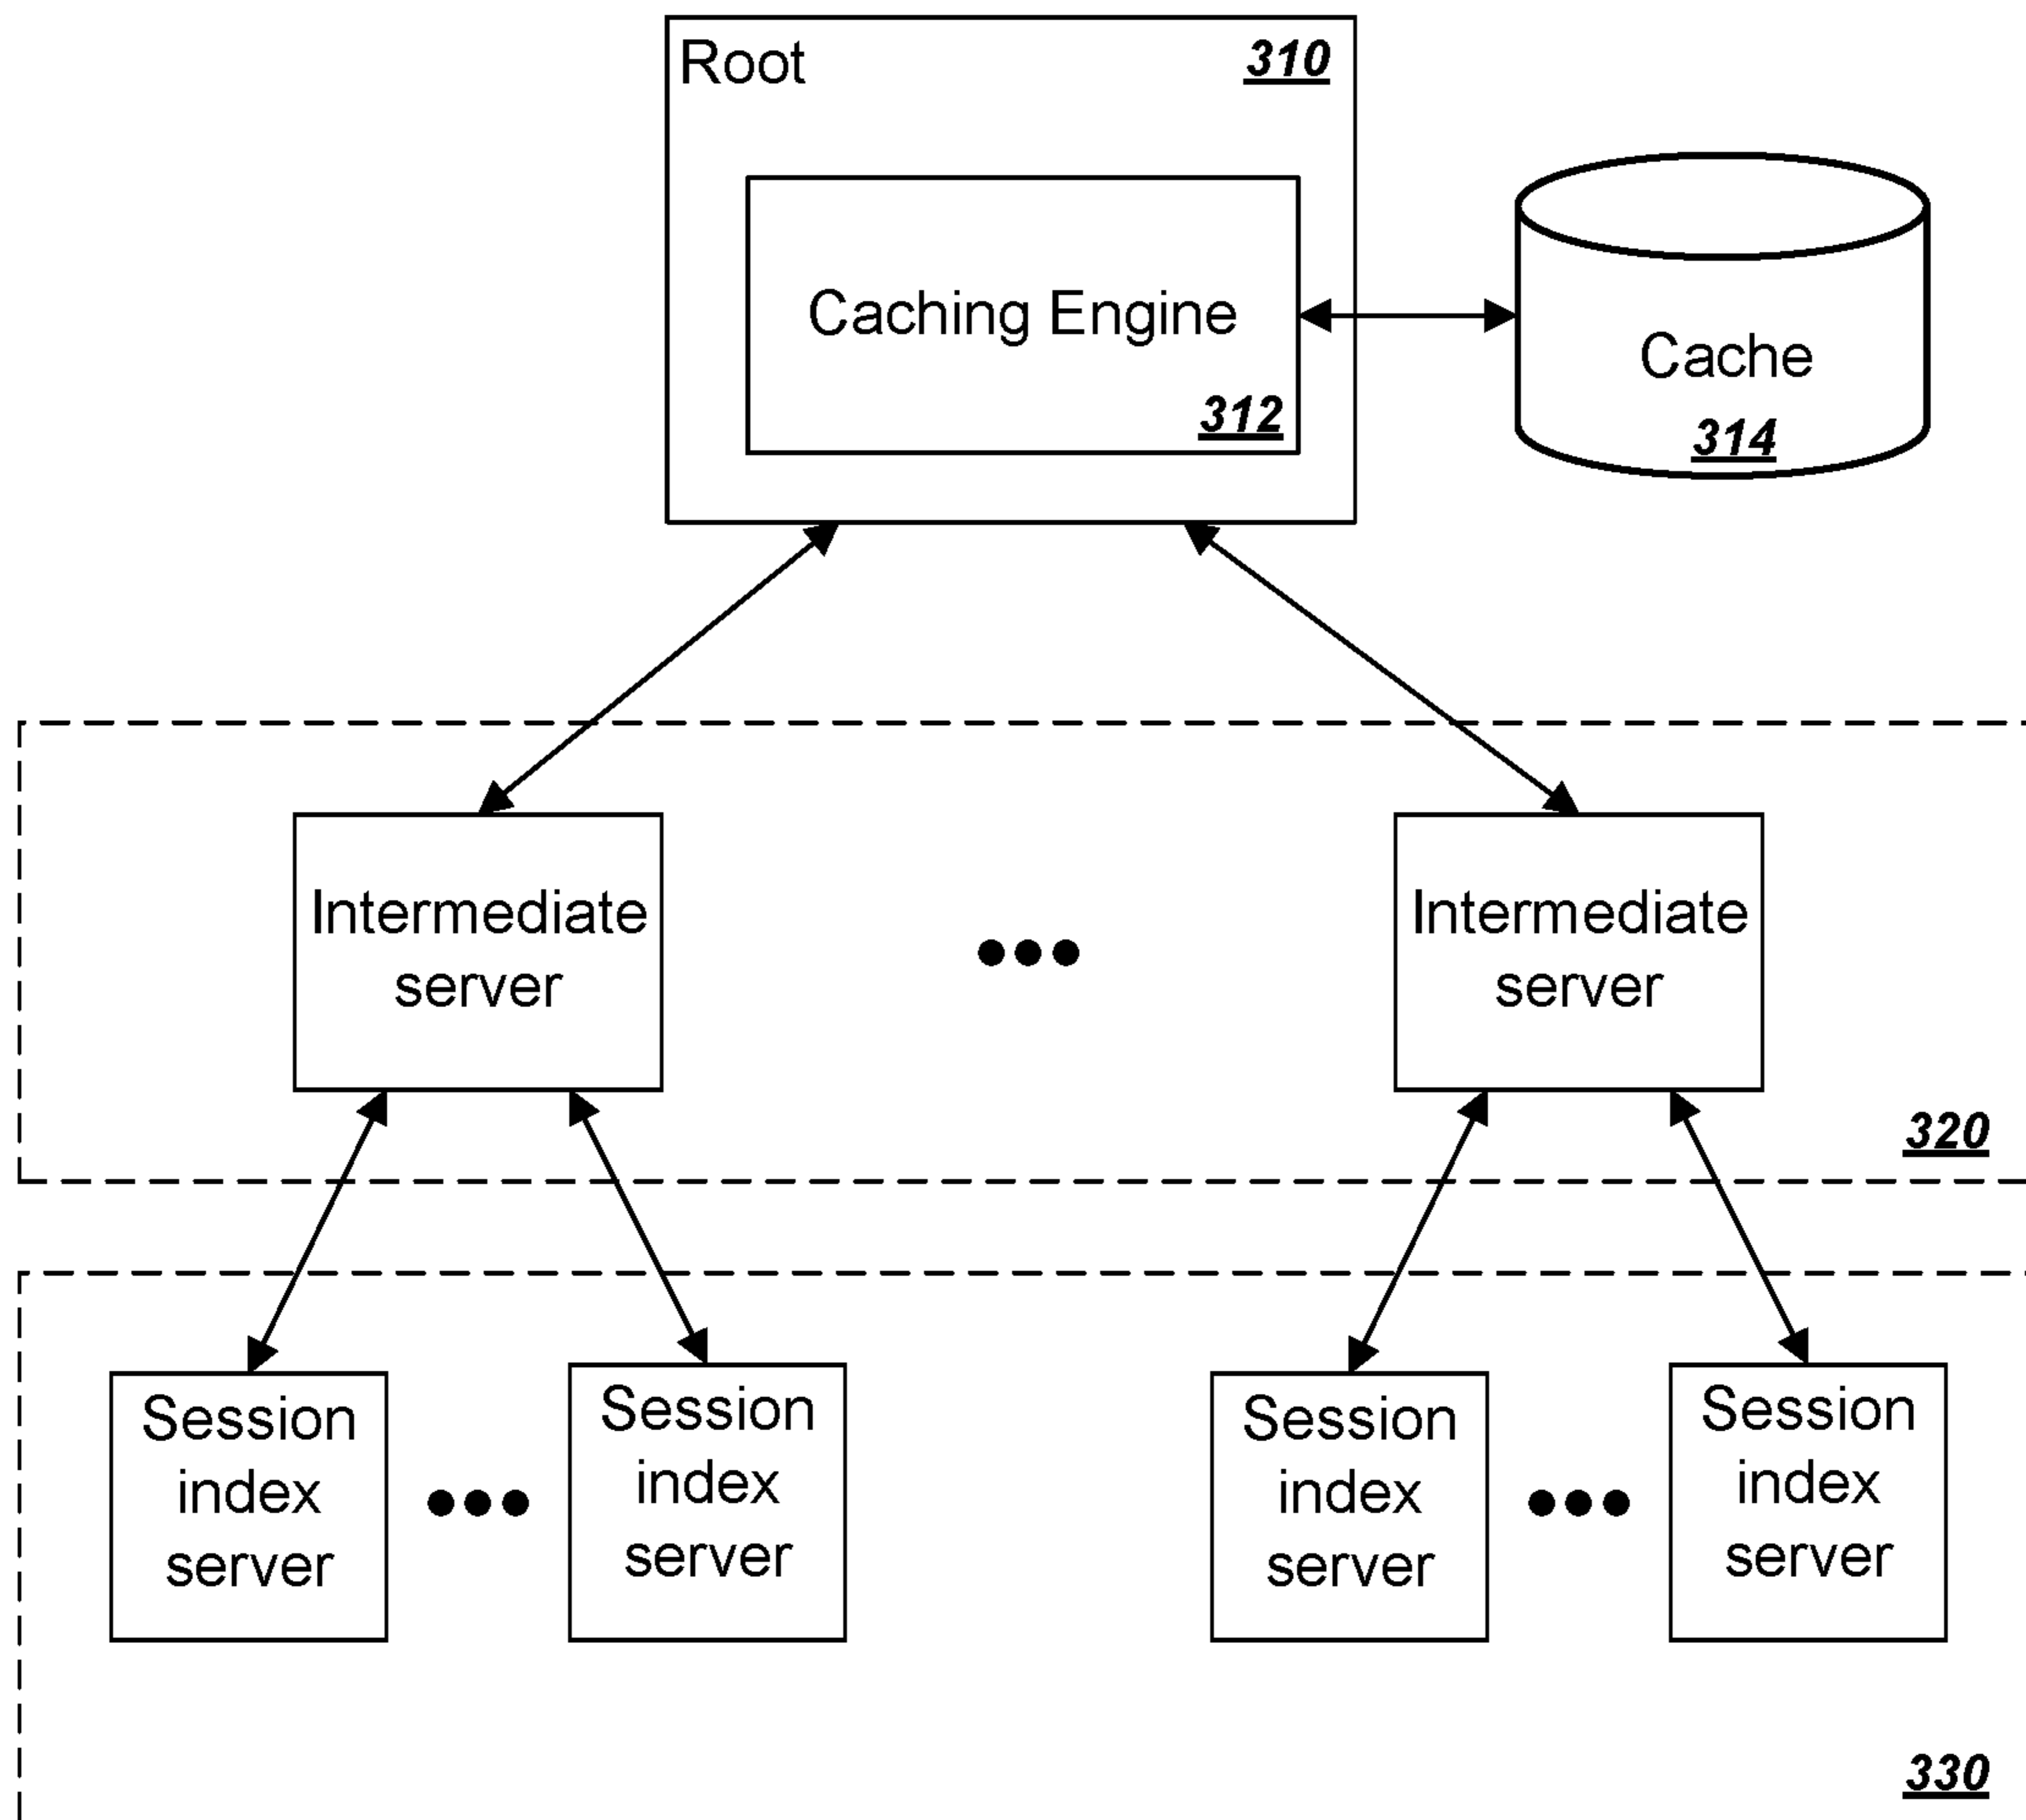 Root
310
Caching Engine
312
Cache
314
Intermediate
server
Intermediate
server
320
Session
index
server
Session
index
server
Session
index
server
Session
index
server
330